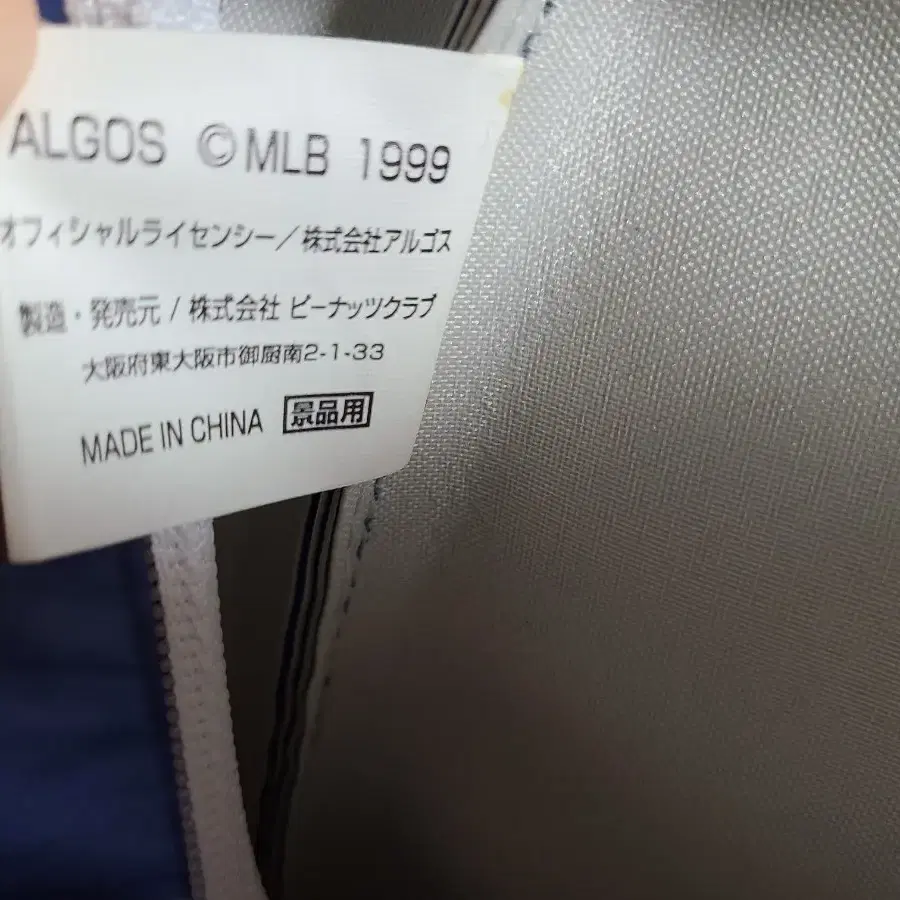 ALGOS ©MLB 1999
オフィシャルライセンシー/株式会社アルゴス
製造・発売元/株式会社 ピーナッツクラブ
大阪府東大阪市御厨南2-1-33
MADE IN CHINA 景品用